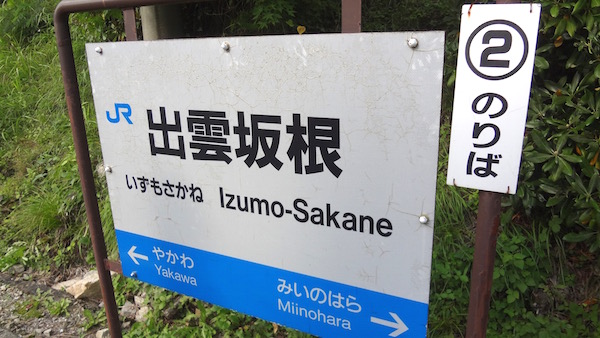 JR
出雲坂根
いずもさかね Izumo-Sakane
← やかわ
Yakawa
みいのはら →
Miinohara
② のりば